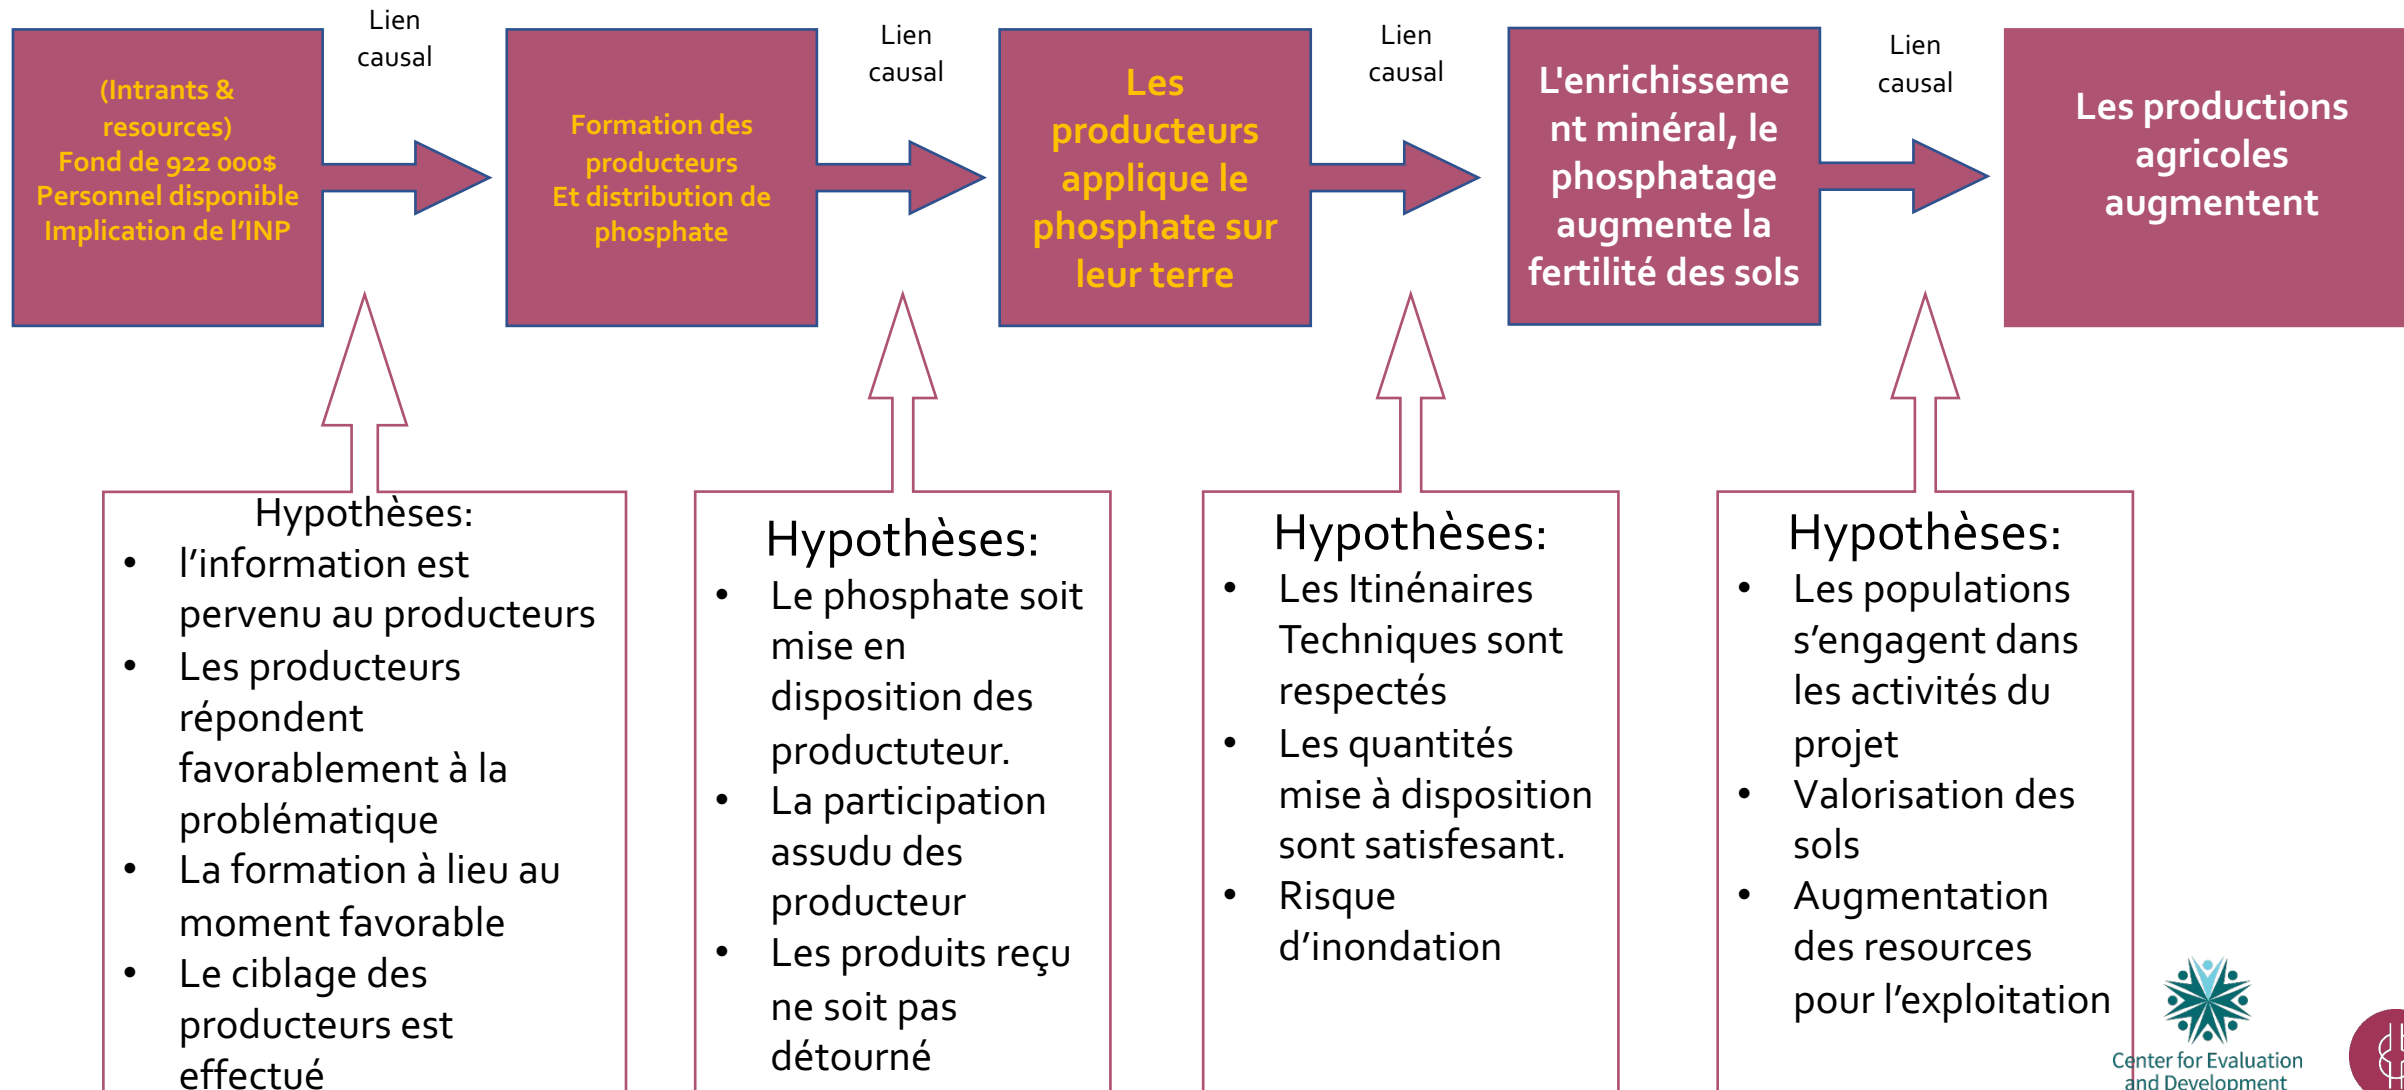 (Intrants &
resources)
Fond de 922 000$
Personnel disponible
Implication de l’INP
Lien
causal
Formation des
producteurs
Et distribution de
phosphate
Lien
causal
Les
producteurs
applique le
phosphate sur
leur terre
Lien
causal
L'enrichisseme
nt minéral, le
phosphatage
augmente la
fertilité des sols
Lien
causal
Les productions
agricoles
augmentent
Hypothèses:
• l’information est
pervenu au producteurs
• Les producteurs
répondent
favorablement à la
problématique
• La formation à lieu au
moment favorable
• Le ciblage des
producteurs est
effectué
Hypothèses:
• Le phosphate soit
mise en
disposition des
productuteur.
• La participation
assudu des
producteur
• Les produits reçu
ne soit pas
détourné
Hypothèses:
• Les Itinénaires
Techniques sont
respectés
• Les quantités
mise à disposition
sont satisfesant.
• Risque
d’inondation
Hypothèses:
• Les populations
s’engagent dans
les activités du
projet
• Valorisation des
sols
• Augmentation
des resources
pour l’exploitation
Center for Evaluation
and Development